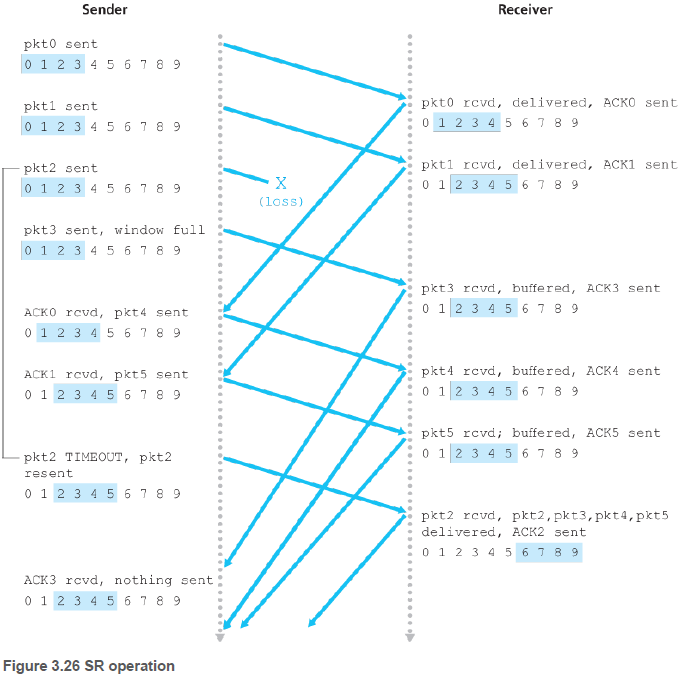 Sender
Receiver
pkt0 sent
0 1 2 3 4 5 6 7 8 9
pkt0 rcvd, delivered, ACK0 sent
0 1 2 3 4 5 6 7 8 9
pkt1 sent
0 1 2 3 4 5 6 7 8 9
pkt1 rcvd, delivered, ACK1 sent
0 1 2 3 4 5 6 7 8 9
pkt2 sent
0 1 2 3 4 5 6 7 8 9
X
(loss)
pkt3 sent, window full
0 1 2 3 4 5 6 7 8 9
pkt3 rcvd, buffered, ACK3 sent
0 1 2 3 4 5 6 7 8 9
ACK0 rcvd, pkt4 sent
0 1 2 3 4 5 6 7 8 9
pkt4 rcvd, buffered, ACK4 sent
0 1 2 3 4 5 6 7 8 9
ACK1 rcvd, pkt5 sent
0 1 2 3 4 5 6 7 8 9
pkt5 rcvd; buffered, ACK5 sent
0 1 2 3 4 5 6 7 8 9
pkt2 TIMEOUT, pkt2
resent
0 1 2 3 4 5 6 7 8 9
pkt2 rcvd, pkt2,pkt3,pkt4,pkt5
delivered, ACK2 sent
0 1 2 3 4 5 6 7 8 9
ACK3 rcvd, nothing sent
0 1 2 3 4 5 6 7 8 9
Figure 3.26 SR operation